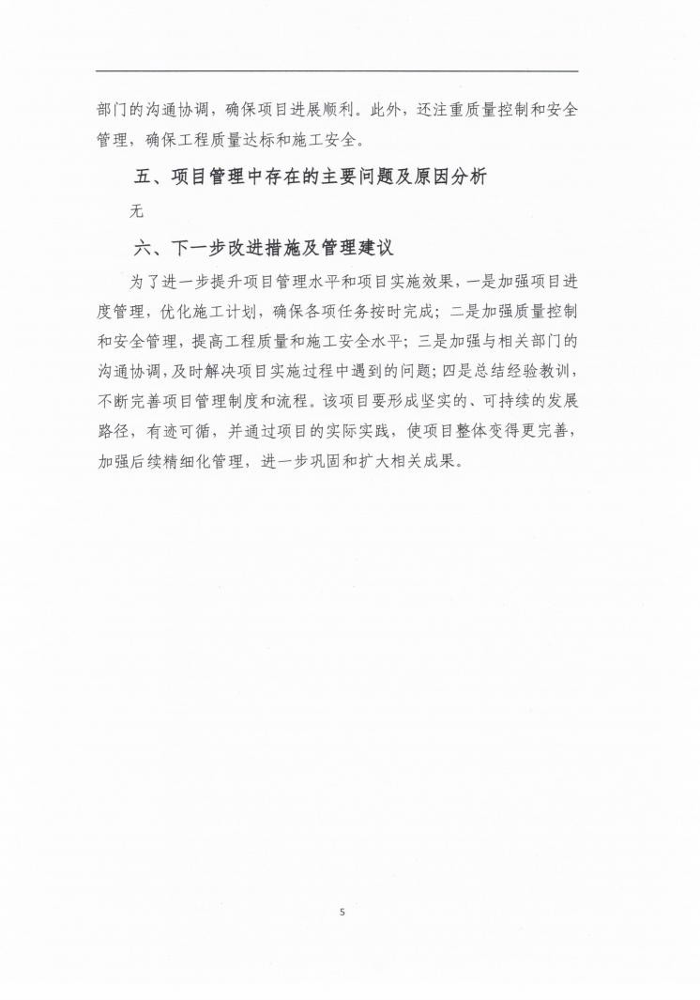 部门的沟通协调，确保项目进展顺利。此外，还注重质量控制和安全
管理，确保工程质量达标和施工安全。
五、项目管理中存在的主要问题及原因分析
无
六、下一步改进措施及管理建议
为了进一步提升项目管理水平和项目实施效果，一是加强项目进
度管理，优化施工计划，确保各项任务按时完成；二是加强质量控制
和安全管理，提高工程质量和施工安全水平；三是加强与相关部门的
沟通协调，及时解决项目实施过程中遇到的问题；四是总结经验教训，
不断完善项目管理制度和流程。该项目要形成坚实的、可持续的发展
路径，有迹可循，并通过项目的实际实践，使项目整体变得更完善，
加强后续精细化管理，进一步巩固和扩大相关成果。
5